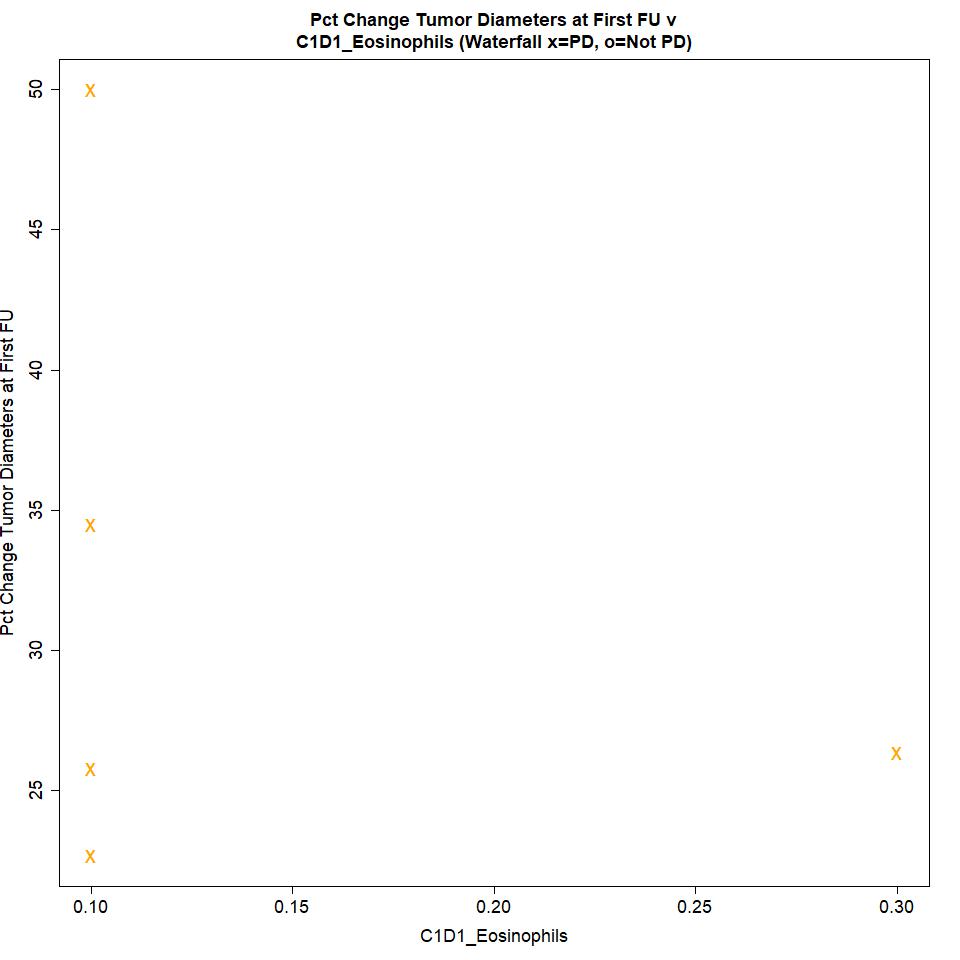 Pct Change Tumor Diameters at First FU v
C1D1_Eosinophils (Waterfall x=PD, o=Not PD)
Pct Change Tumor Diameters at First FU
50
45
40
35
30
25
X
X
X
X
X
0.10
0.15
0.20
0.25
0.30
C1D1_Eosinophils